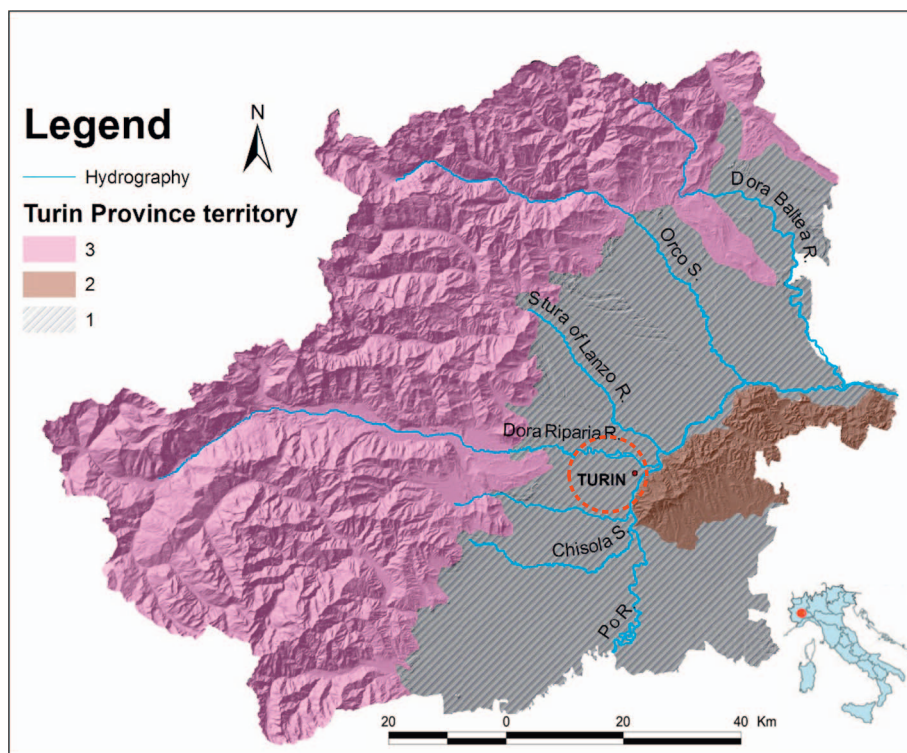 Legend
N
Hydrography
Turin Province territory
3
2
1
Dora Baltea R.
Orco S.
Stura of Lanzo R.
Dora Riparia R.
TURIN
Chisola S.
Po R.
20 0 20 40 Km